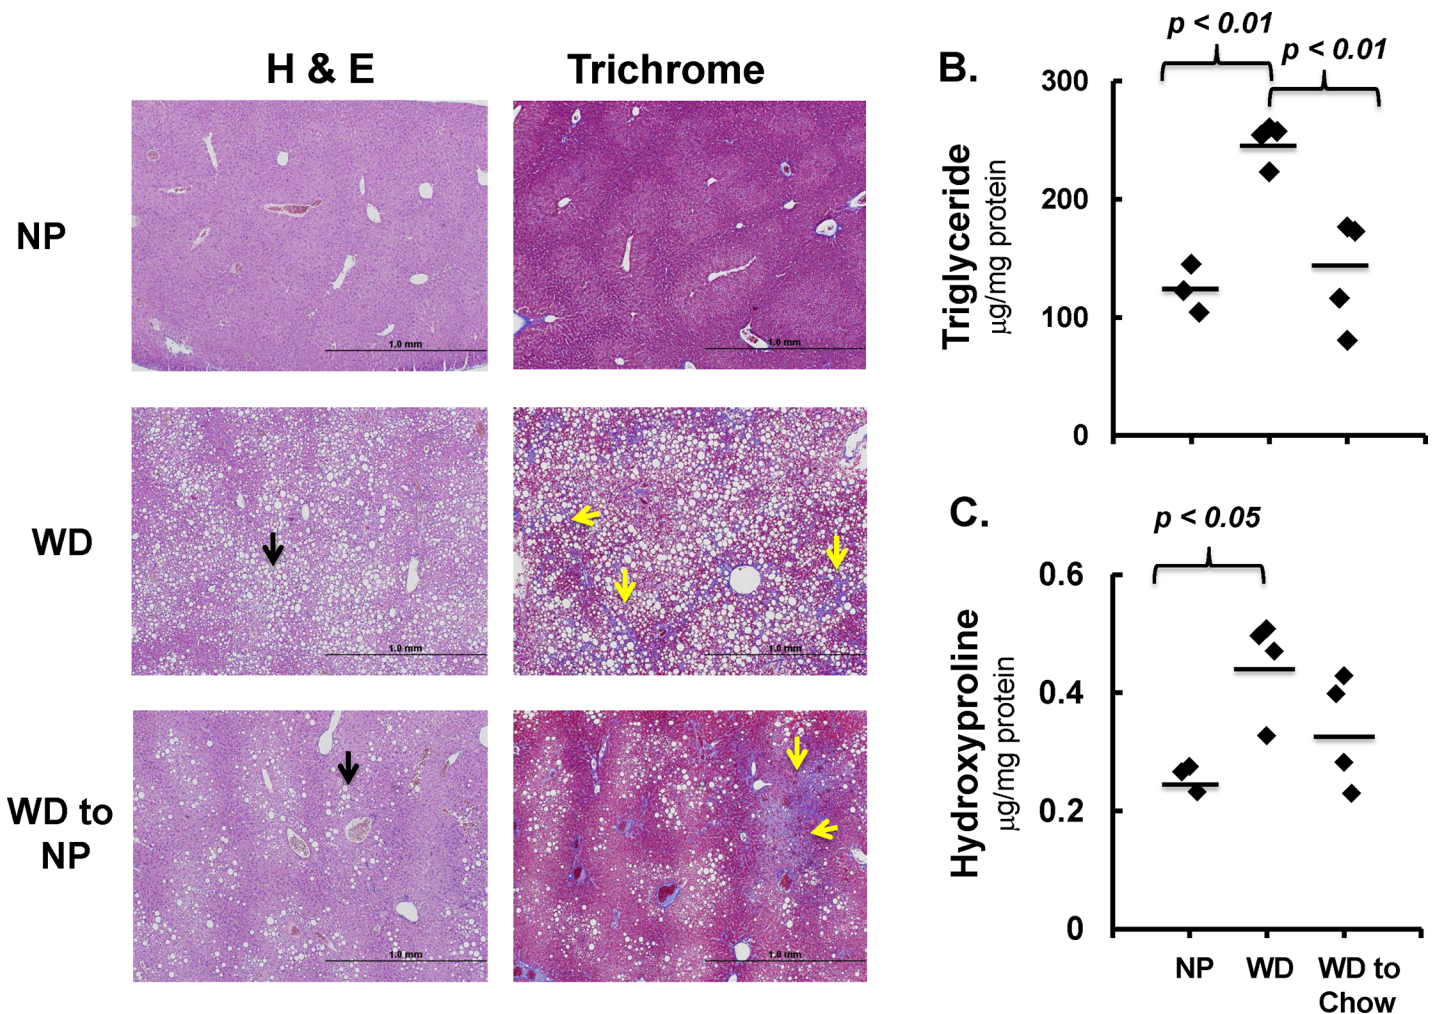 H & E
Trichrome
NP
1.0 mm
1.0 mm
WD
1.0 mm
1.0 mm
WD to
NP
1.0 mm
1.0 mm
B.
p < 0.01
p < 0.01
Triglyceride
µg/mg protein
300
200
100
0
C.
p < 0.05
Hydroxyproline
µg/mg protein
0.6
0.4
0.2
0
NP
WD
WD to
Chow